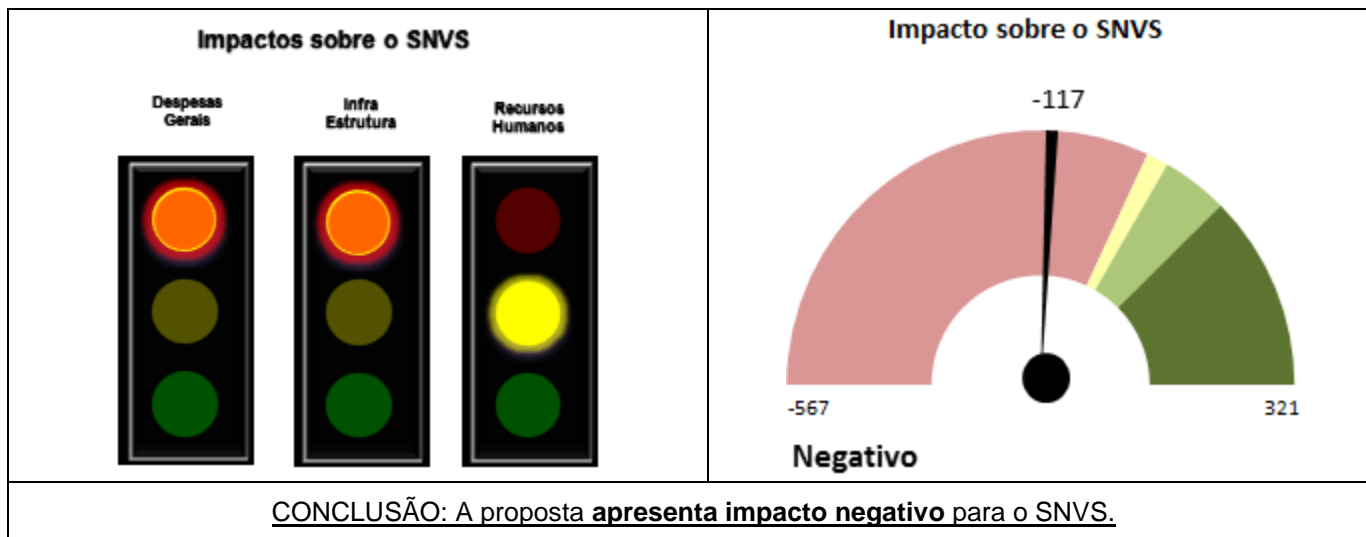 Impactos sobre o SNVS
Despesas
Gerais
Infra
Estrutura
Recursos
Humanos
Impacto sobre o SNVS
-117
-567
321
Negativo
CONCLUSÃO: A proposta apresenta impacto negativo para o SNVS.